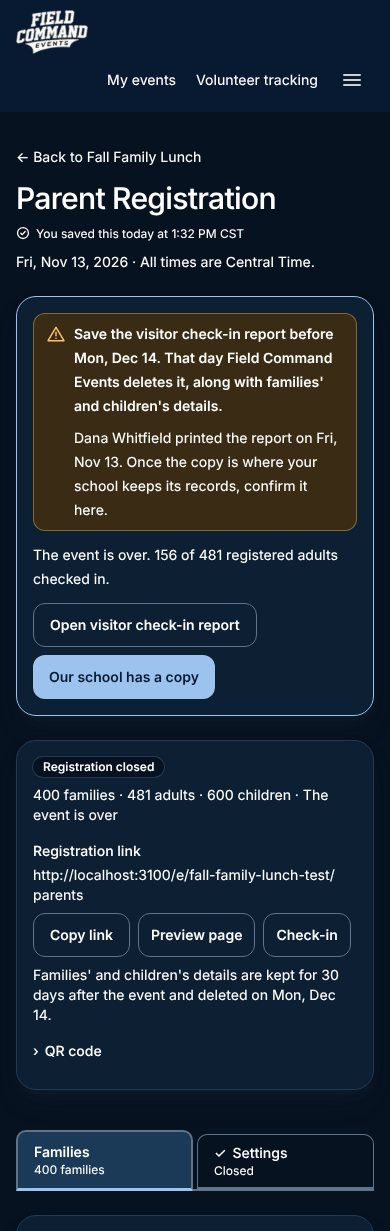 FIELD
COMMAND
EVENTS
My events Volunteer tracking
← Back to Fall Family Lunch
Parent Registration
You saved this today at 1:32 PM CST
Fri, Nov 13, 2026 · All times are Central Time.
Save the visitor check-in report before
Mon, Dec 14. That day Field Command
Events deletes it, along with families'
and children's details.
Dana Whitfield printed the report on Fri,
Nov 13. Once the copy is where your
school keeps its records, confirm it
here.
The event is over. 156 of 481 registered adults
checked in.
Open visitor check-in report
Our school has a copy
Registration closed
400 families · 481 adults · 600 children · The
event is over
Registration link
http://localhost:3100/e/fall-family-lunch-test/
parents
Copy link Preview page Check-in
Families' and children's details are kept for 30
days after the event and deleted on Mon, Dec
14.
› QR code
Families
400 families
✓ Settings
Closed